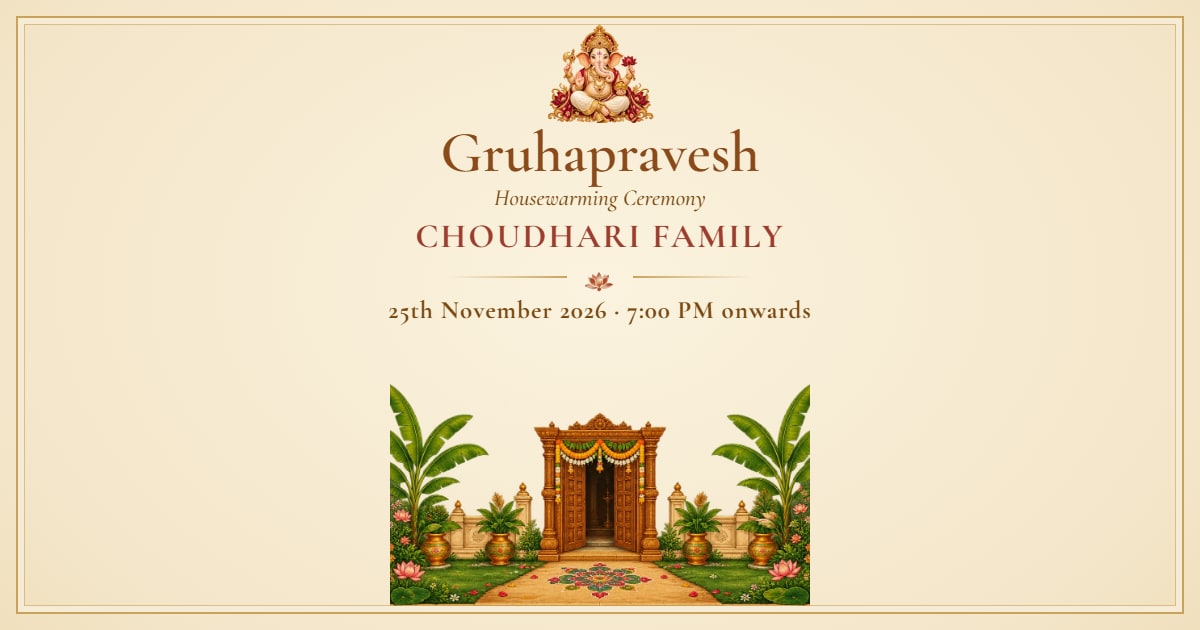 Gruhapravesh
Housewarming Ceremony
CHOUDHARI FAMILY
25th November 2026 · 7:00 PM onwards